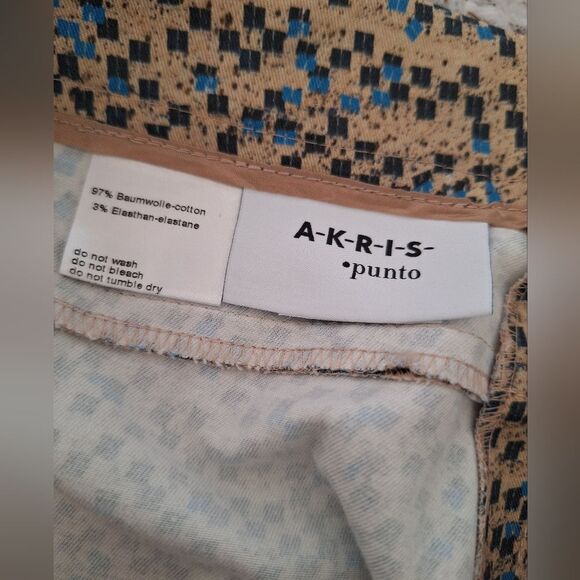 97% Baumwolle-cotton
3% Elasthan-elastane
do not wash
do not bleach
do not tumble dry
A-K-R-I-S-
•punto